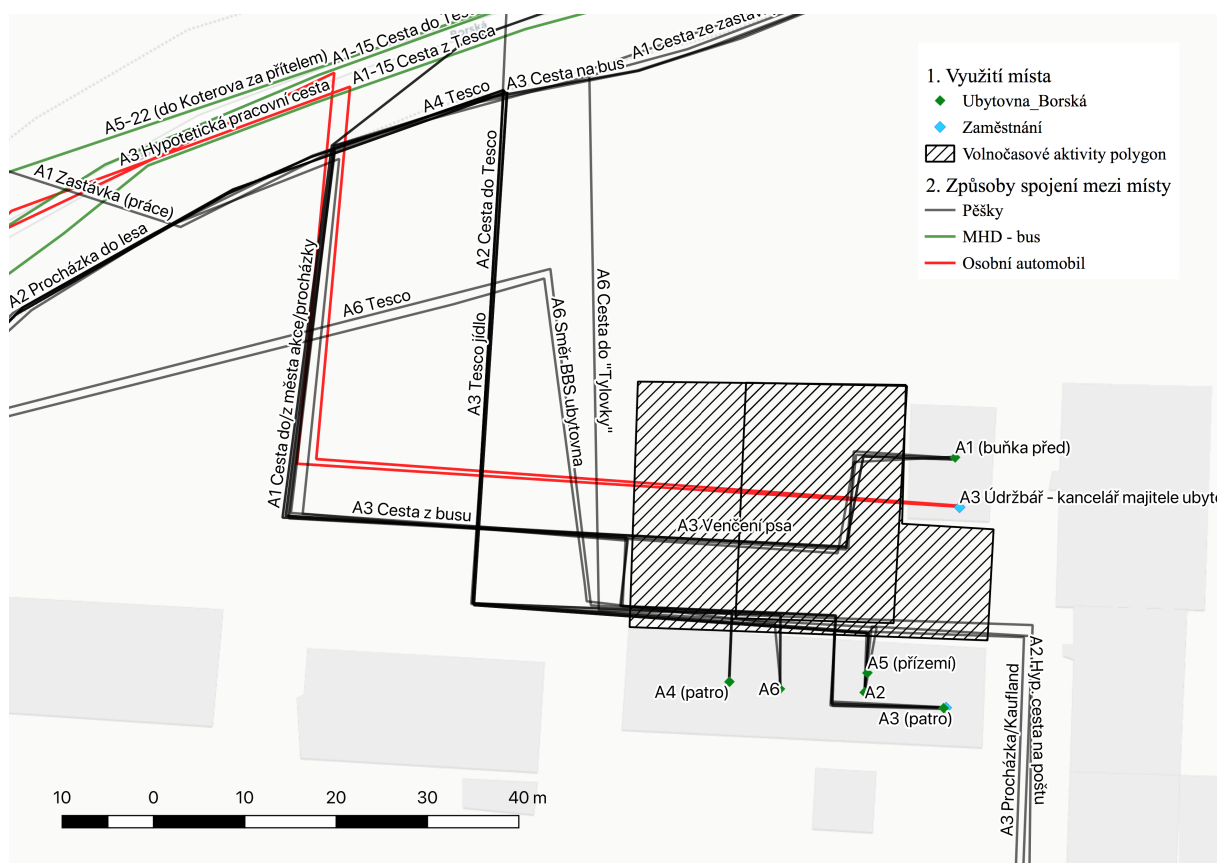 Borská
A1-15 Cesta do Tes
A1-15 Cesta z Tesca
A1 Cesta ze zastáv
A5-22 (do Koterova za přítelem)
A3 Hypotetická pracovní cesta
A4 Tesco
A3 Cesta na bus
A1 Zastávka (práce)
A2 Procházka do lesa
A2 Cesta do Tesco
A6 Tesco
A6 Cesta do "Tylovky"
A6 Směr BBS ubytovna
A3 Tesco jídlo
A1 Cesta do/z města akce/procházky
A3 Cesta z busu
A3 Venčení psa
1. Využití místa
Ubytovna_Borská
Zaměstnání
Volnočasové aktivity polygon
2. Způsoby spojení mezi místy
Pěšky
MHD - bus
Osobní automobil
A1 (buňka před)
A3 Údržbář - kancelář majitele ubyt
A5 (přízemí)
A4 (patro)
A6
A2
A3 (patro)
A2 Hyp. cesta na poštu
A3 Procházka/Kaufland
10 0 10 20 30 40 m